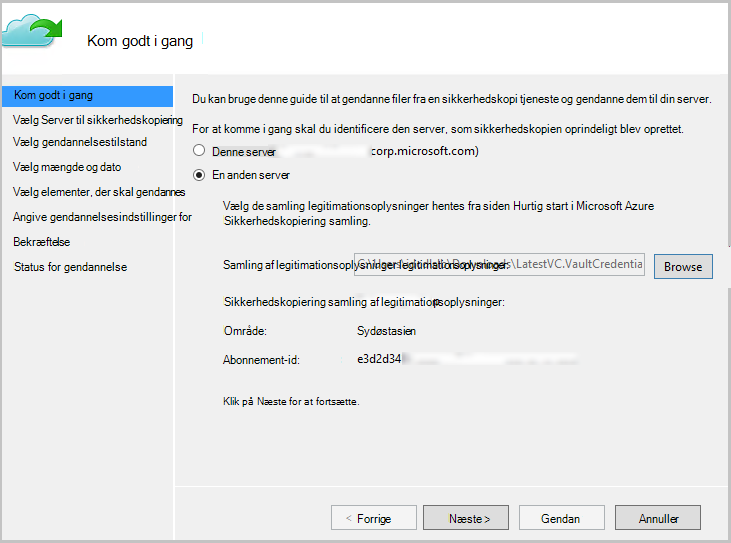 Kom godt i gang
Kom godt i gang
Vælg Server til sikkerhedskopiering
Vælg gendannelsestilstand
Vælg mængde og dato
Vælg elementer, der skal gendannes
Angive gendannelsesindstillinger for
Bekræftelse
Status for gendannelse
Du kan bruge denne guide til at gendanne filer fra en sikkerhedskopi tjeneste og gendanne dem til din server.
For at komme i gang skal du identificere den server, som sikkerhedskopien oprindeligt blev oprettet.
Denne server corp.microsoft.com)
En anden server
Vælg de samling legitimationsoplysninger hentes fra siden Hurtig start i Microsoft Azure
Sikkerhedskopiering samling.
Samling af legitimationsoplysninger legitimationsoplysninger: \LatestVC.VaultCredentia Browse
Sikkerhedskopiering samling af legitimationsoplysninger:
Område: Sydøstasien
Abonnement-id: e3d2d34
Klik på Næste for at fortsætte.
< Forrige Næste > Gendan Annuller